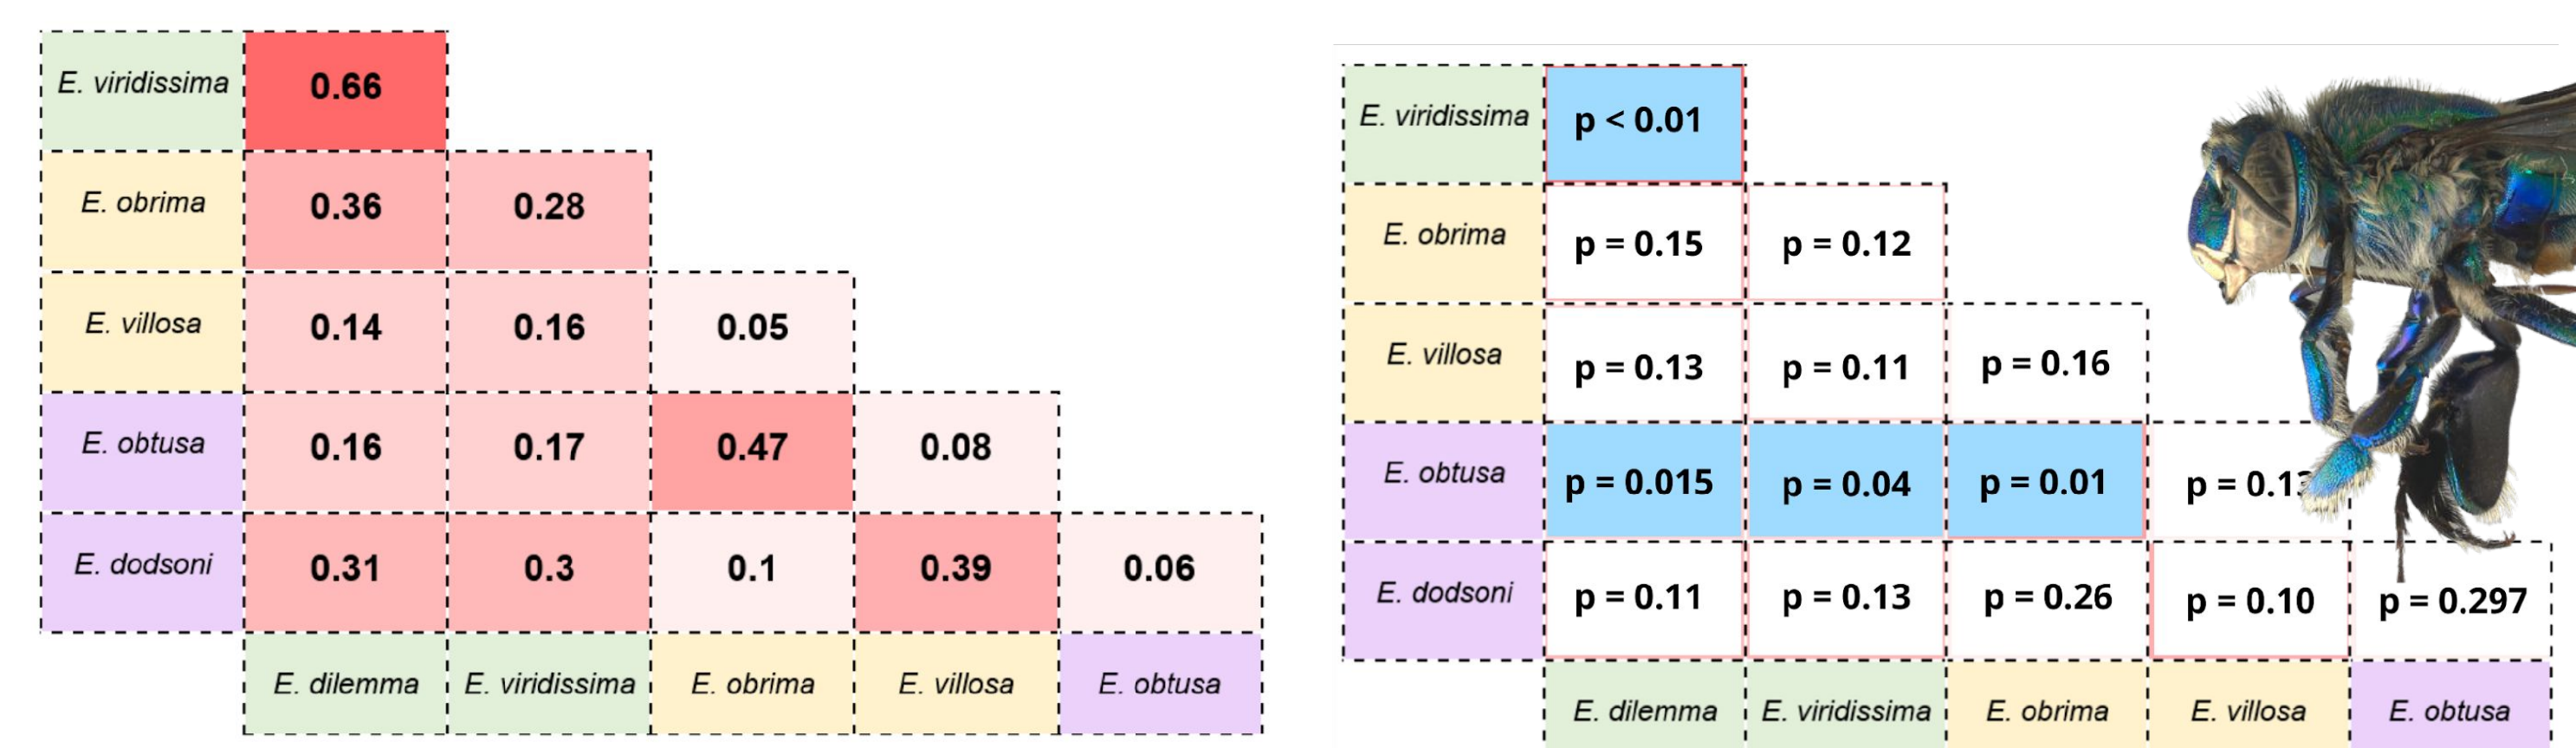 E. viridissima 0.66
E. obrima 0.36 0.28
E. villosa 0.14 0.16 0.05
E. obtusa 0.16 0.17 0.47 0.08
E. dodsoni 0.31 0.3 0.1 0.39 0.06
E. dilemma E. viridissima E. obrima E. villosa E. obtusa
E. viridissima p < 0.01
E. obrima p = 0.15 p = 0.12
E. villosa p = 0.13 p = 0.11 p = 0.16
E. obtusa p = 0.015 p = 0.04 p = 0.01 p =
E. dodsoni p = 0.11 p = 0.13 p = 0.26 p = 0.10 p = 0.297
E. dilemma E. viridissima E. obrima E. villosa E. obtusa